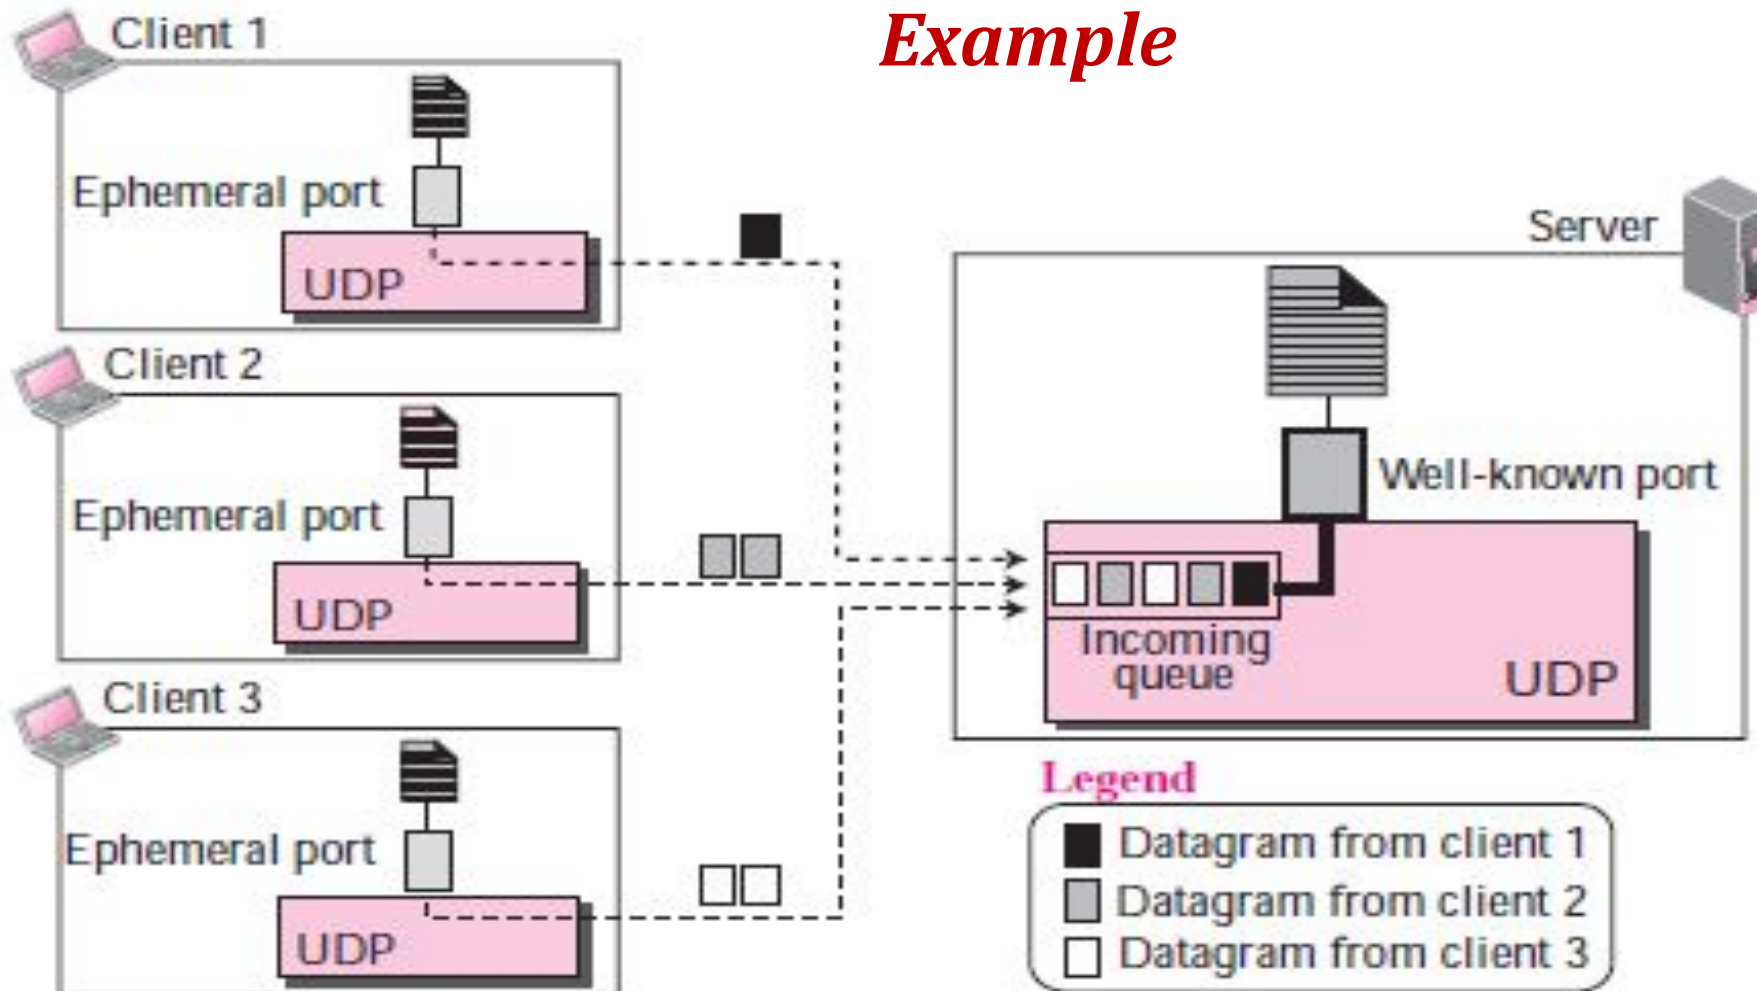 Example
Client 1
Ephemeral port
UDP
Client 2
Ephemeral port
UDP
Client 3
Ephemeral port
UDP
Server
Well-known port
Incoming
queue
UDP
Legend
Datagram from client 1
Datagram from client 2
Datagram from client 3